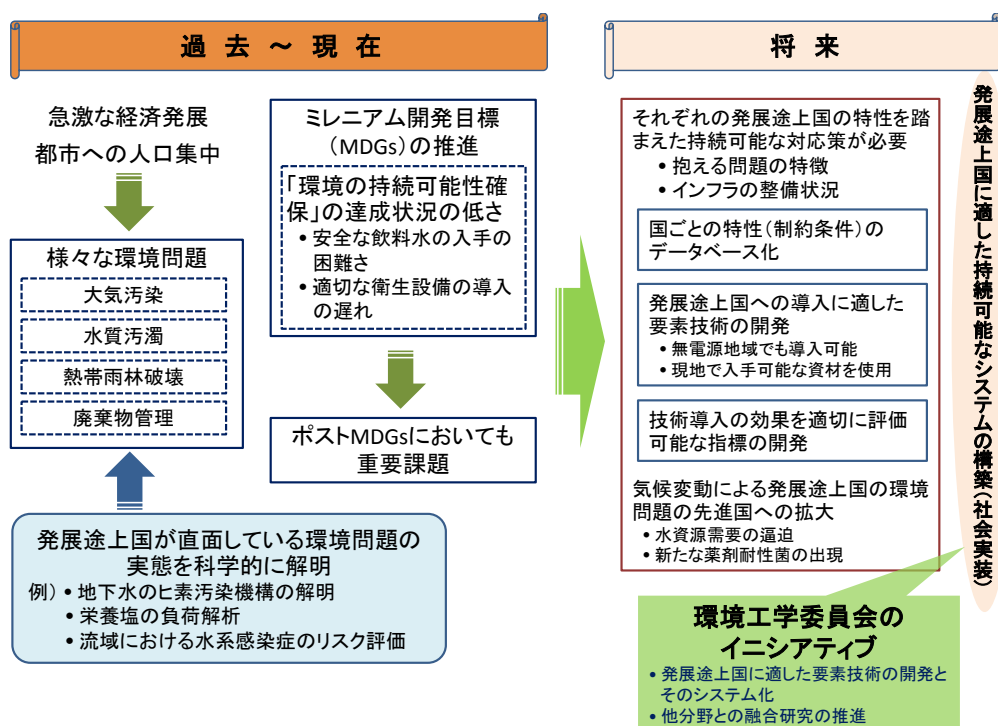 過去～現在
急激な経済発展
都市への人口集中
様々な環境問題
大気汚染
水質汚濁
熱帯雨林破壊
廃棄物管理
発展途上国が直面している環境問題の
実態を科学的に解明
例）• 地下水のヒ素汚染機構の解明
• 栄養塩の負荷解析
• 流域における水系感染症のリスク評価
ミレニアム開発目標
（MDGs）の推進
「環境の持続可能性確
保」の達成状況の低さ
• 安全な飲料水の入手の
困難さ
• 適切な衛生設備の導入
の遅れ
ポストMDGsにおいても
重要課題
将来
それぞれの発展途上国の特性を踏
まえた持続可能な対応策が必要
• 抱える問題の特徴
• インフラの整備状況
国ごとの特性（制約条件）の
データベース化
発展途上国への導入に適した
要素技術の開発
• 無電源地域でも導入可能
• 現地で入手可能な資材を使用
技術導入の効果を適切に評価
可能な指標の開発
気候変動による発展途上国の環境
問題の先進国への拡大
• 水資源需要の逼迫
• 新たな薬剤耐性菌の出現
発展途上国に適した持続可能なシステムの構築（社会実装）
環境工学委員会の
イニシアティブ
• 発展途上国に適した要素技術の開発と
そのシステム化
• 他分野との融合研究の推進